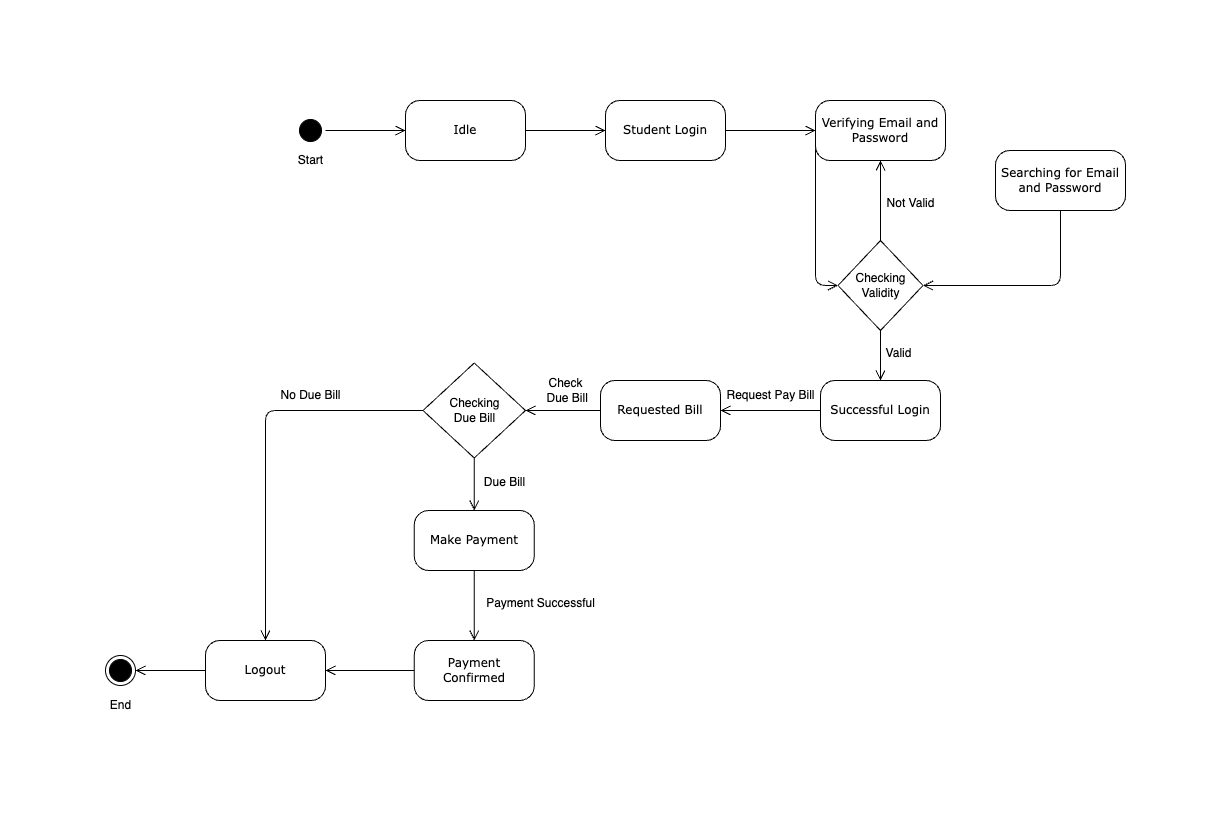 Idle
Student Login
Verifying Email and
Password
Start
Searching for Email
and Password
Not Valid
Checking
Validity
Valid
No Due Bill
Checking
Due Bill
Check
Due Bill
Requested Bill
Request Pay Bill
Successful Login
Due Bill
Make Payment
Payment Successful
Logout
Payment
Confirmed
End